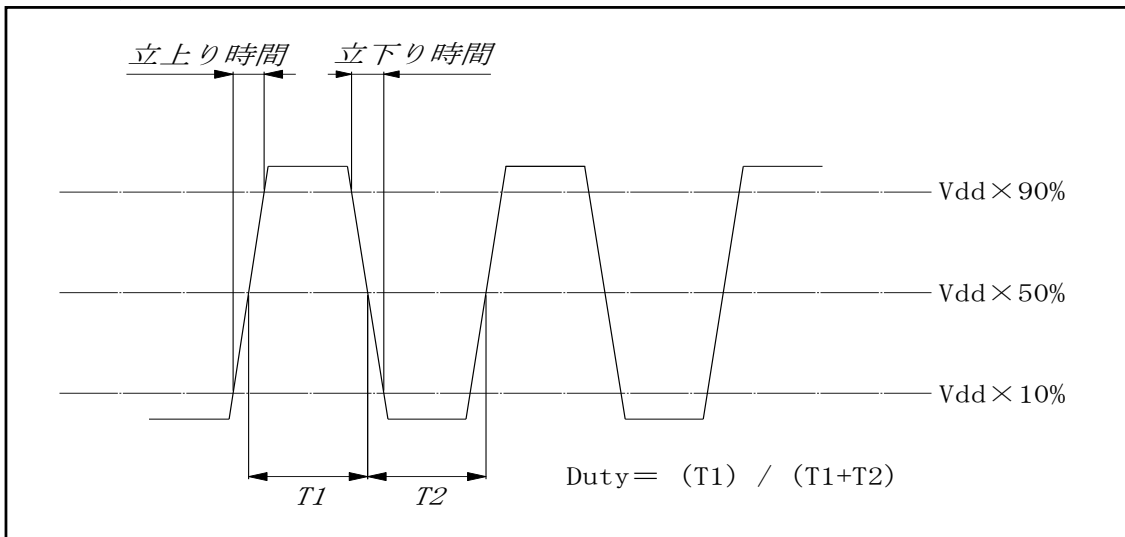 立上り時間
立下り時間
Vdd×90%
Vdd×50%
Vdd×10%
T1
T2
Duty＝ (T1) / (T1+T2)